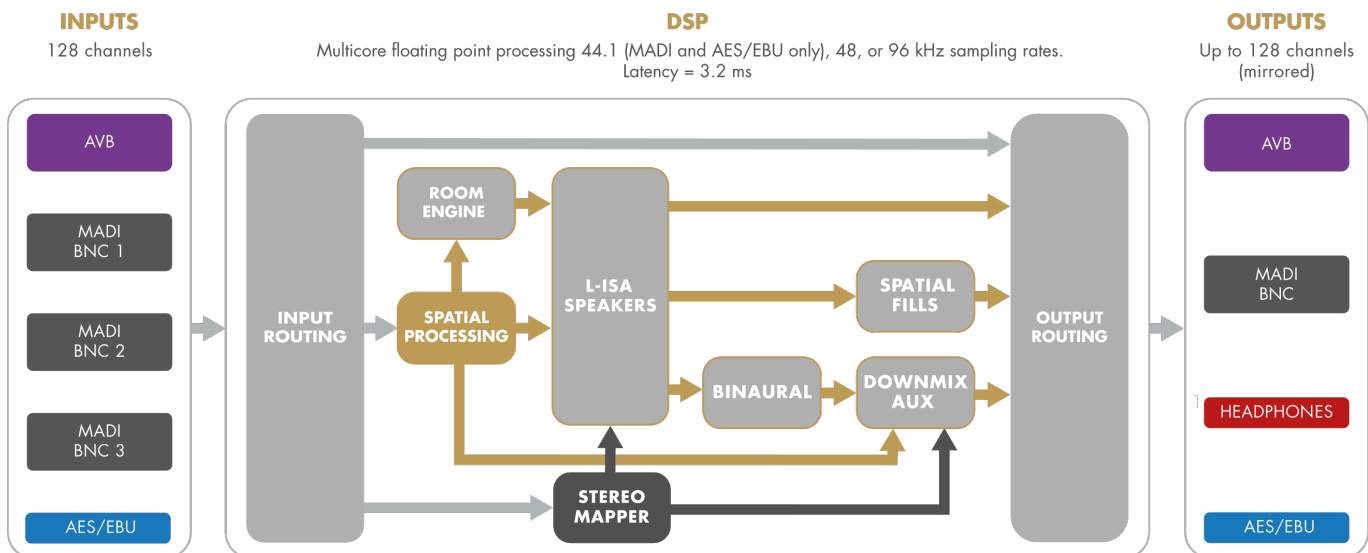 INPUTS
128 channels
DSP
Multicore floating point processing 44.1 (MADI and AES/EBU only), 48, or 96 kHz sampling rates.
Latency = 3.2 ms
OUTPUTS
Up to 128 channels
(mirrored)
AVB
MADI
BNC 1
MADI
BNC 2
MADI
BNC 3
AES/EBU
INPUT
ROUTING
ROOM
ENGINE
SPATIAL
PROCESSING
L-ISA
SPEAKERS
STEREO
MAPPER
BINAURAL
SPATIAL
FILLS
DOWNMIX
AUX
OUTPUT
ROUTING
AVB
MADI
BNC
1
HEADPHONES
AES/EBU